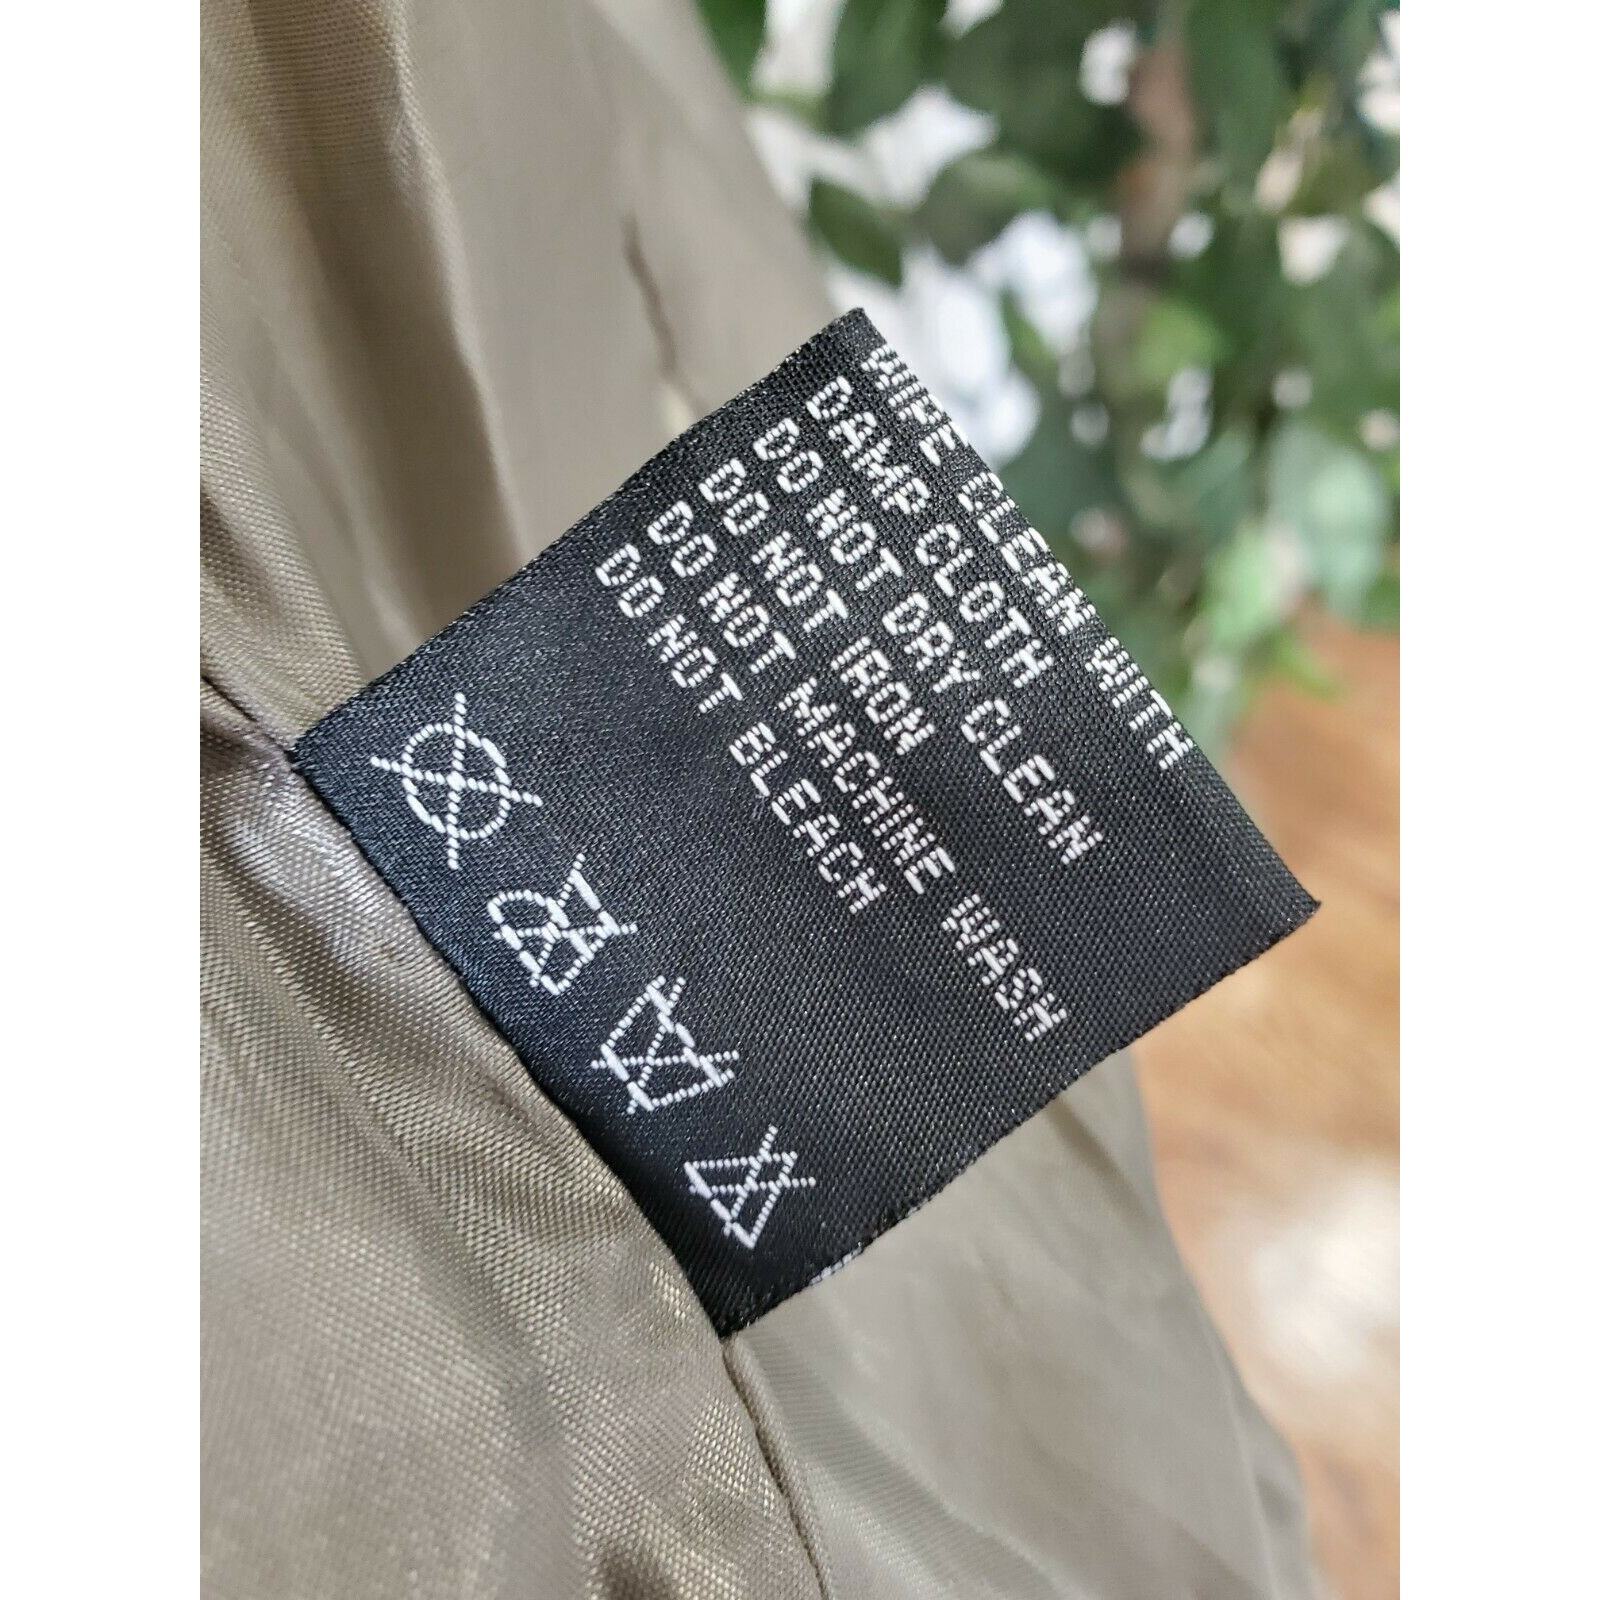 WIPE CLEAN WITH
DAMP CLOTH
DO NOT DRY CLEAN
DO NOT IRON
DO NOT MACHINE WASH
DO NOT BLEACH